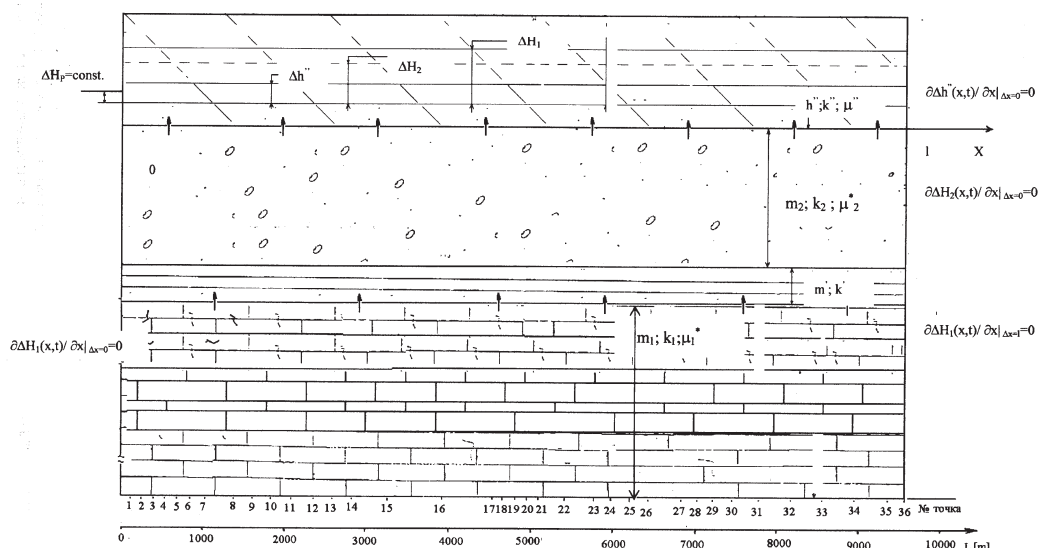 ΔH₁
ΔH₂
Δh"
ΔHₚ=const.
∂Δh"(x,t)/ ∂x|Δx=0=0
h";k"; μ"
l X
0
∂ΔH₂(x,t)/ ∂x|Δx=0=0
m₂; k₂ ; μ*₂
m'; k'
∂ΔH₁(x,t)/ ∂x|Δx=0=0
m₁; k₁;μ₁*
∂ΔH₁(x,t)/ ∂x|Δx=l=0
1 2 3 4 5 6 7 8 9 10 11 12 13 14 15 16 17 18 19 20 21 22 23 24 25 26 27 28 29 30 31 32 33 34 35 36 № точка
0 1000 2000 3000 4000 5000 6000 7000 8000 9000 10000 L [m]